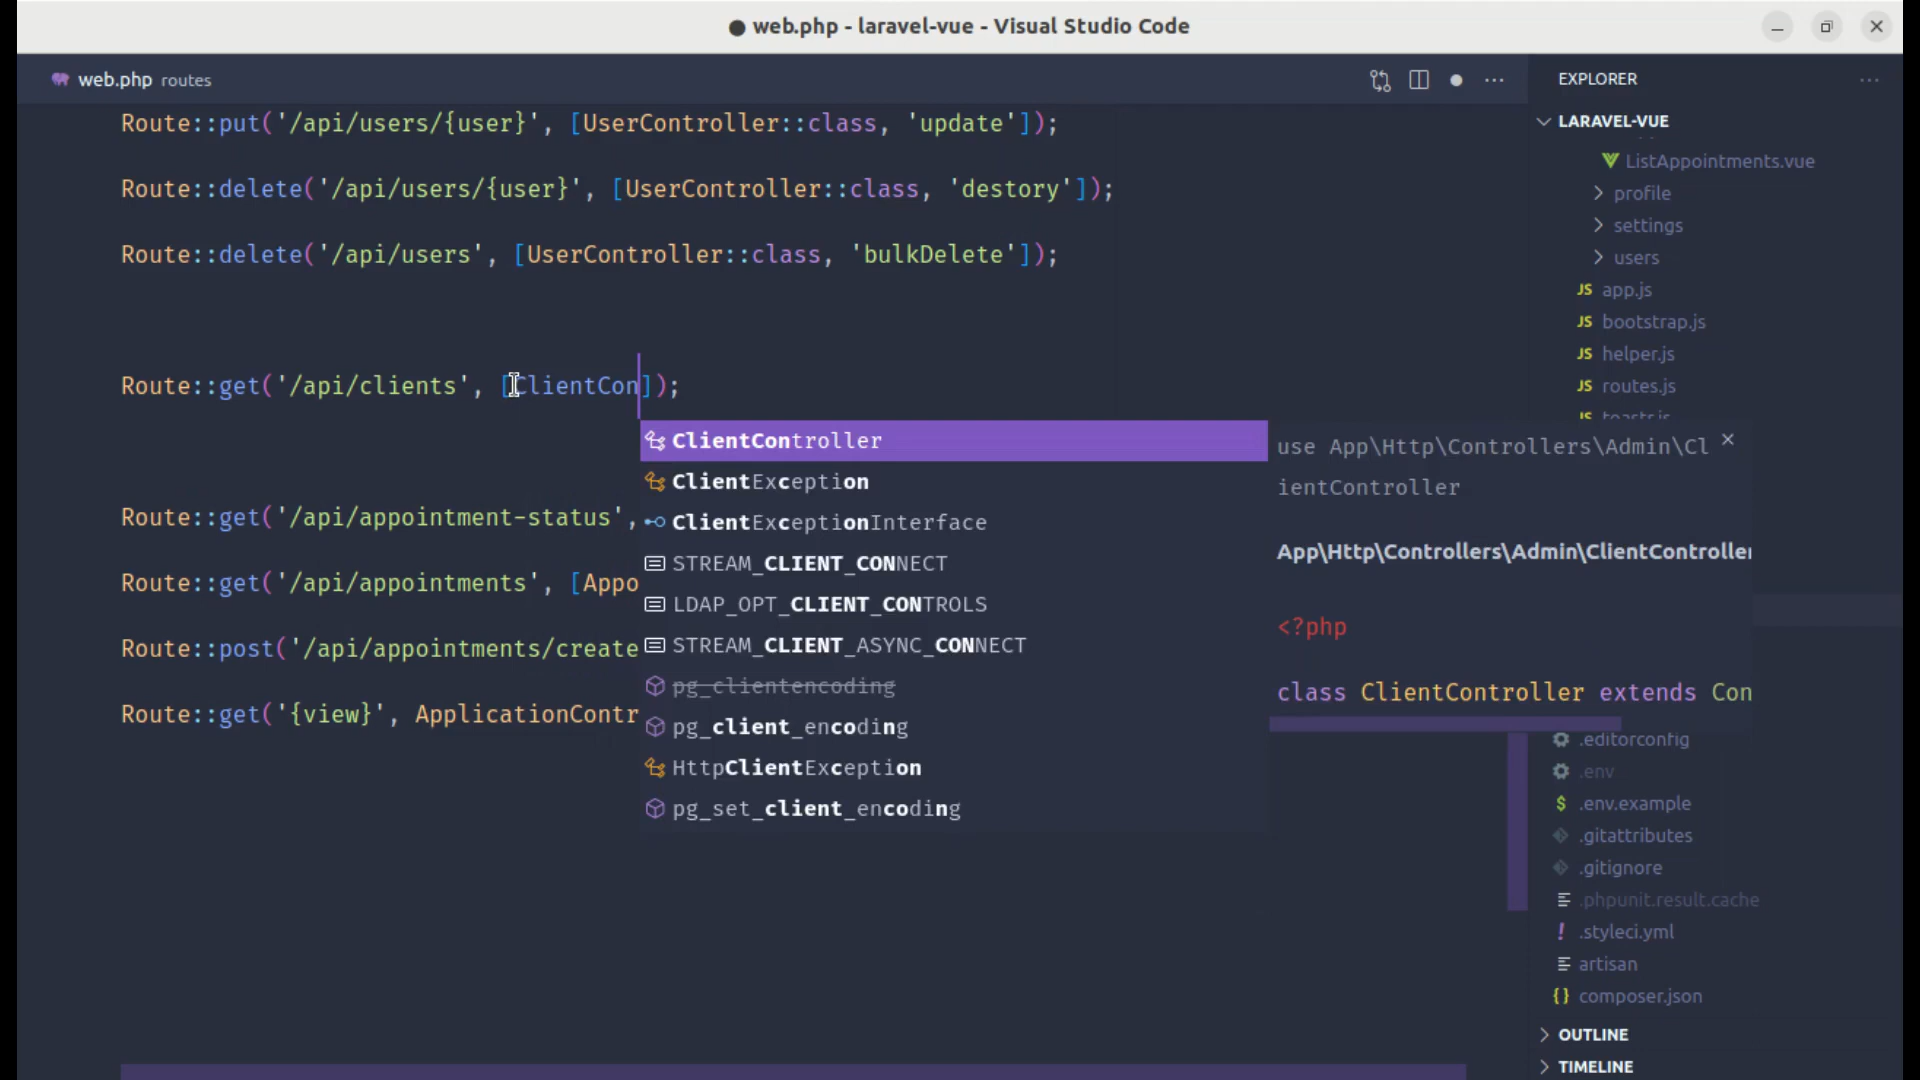 ● web.php - laravel-vue - Visual Studio Code
web.php routes
Route::put('/api/users/{user}', [UserController::class, 'update']);
Route::delete('/api/users/{user}', [UserController::class, 'destory']);
Route::delete('/api/users', [UserController::class, 'bulkDelete']);
Route::get('/api/clients', [ClientCon]);
Route::get('/api/appointment-status',
Route::get('/api/appointments', [Appo
Route::post('/api/appointments/create
Route::get('{view}', ApplicationContr
ClientController
ClientException
ClientExceptionInterface
STREAM_CLIENT_CONNECT
LDAP_OPT_CLIENT_CONTROLS
STREAM_CLIENT_ASYNC_CONNECT
pg_clientencoding
pg_client_encoding
HttpClientException
pg_set_client_encoding
use App\Http\Controllers\Admin\Cl
ientController
App\Http\Controllers\Admin\ClientController
<?php
class ClientController extends Con
EXPLORER
LARAVEL-VUE
ListAppointments.vue
profile
settings
users
JS app.js
JS bootstrap.js
JS helper.js
JS routes.js
.editorconfig
.env
$ .env.example
.gitattributes
.gitignore
.phpunit.result.cache
! .styleci.yml
artisan
{} composer.json
OUTLINE
TIMELINE